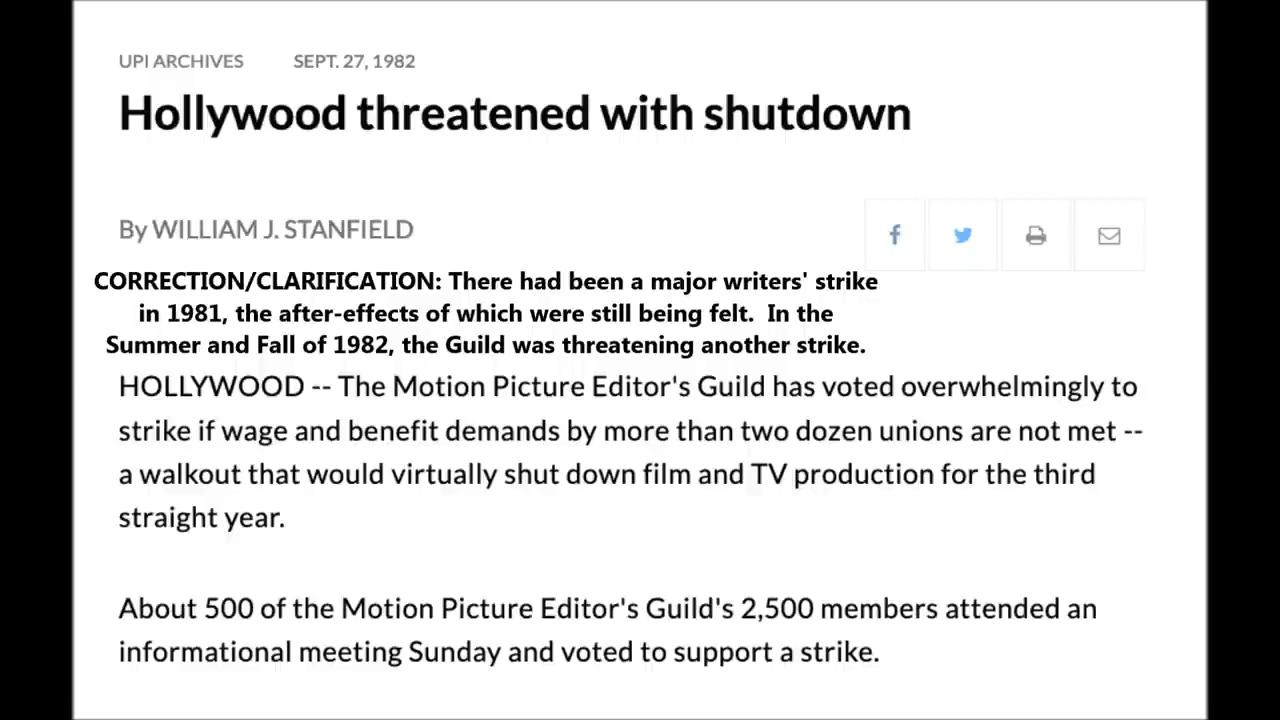 UPI ARCHIVES SEPT. 27, 1982
Hollywood threatened with shutdown
By WILLIAM J. STANFIELD
CORRECTION/CLARIFICATION: There had been a major writers' strike
in 1981, the after-effects of which were still being felt.  In the
Summer and Fall of 1982, the Guild was threatening another strike.
HOLLYWOOD -- The Motion Picture Editor's Guild has voted overwhelmingly to
strike if wage and benefit demands by more than two dozen unions are not met --
a walkout that would virtually shut down film and TV production for the third
straight year.
About 500 of the Motion Picture Editor's Guild's 2,500 members attended an
informational meeting Sunday and voted to support a strike.